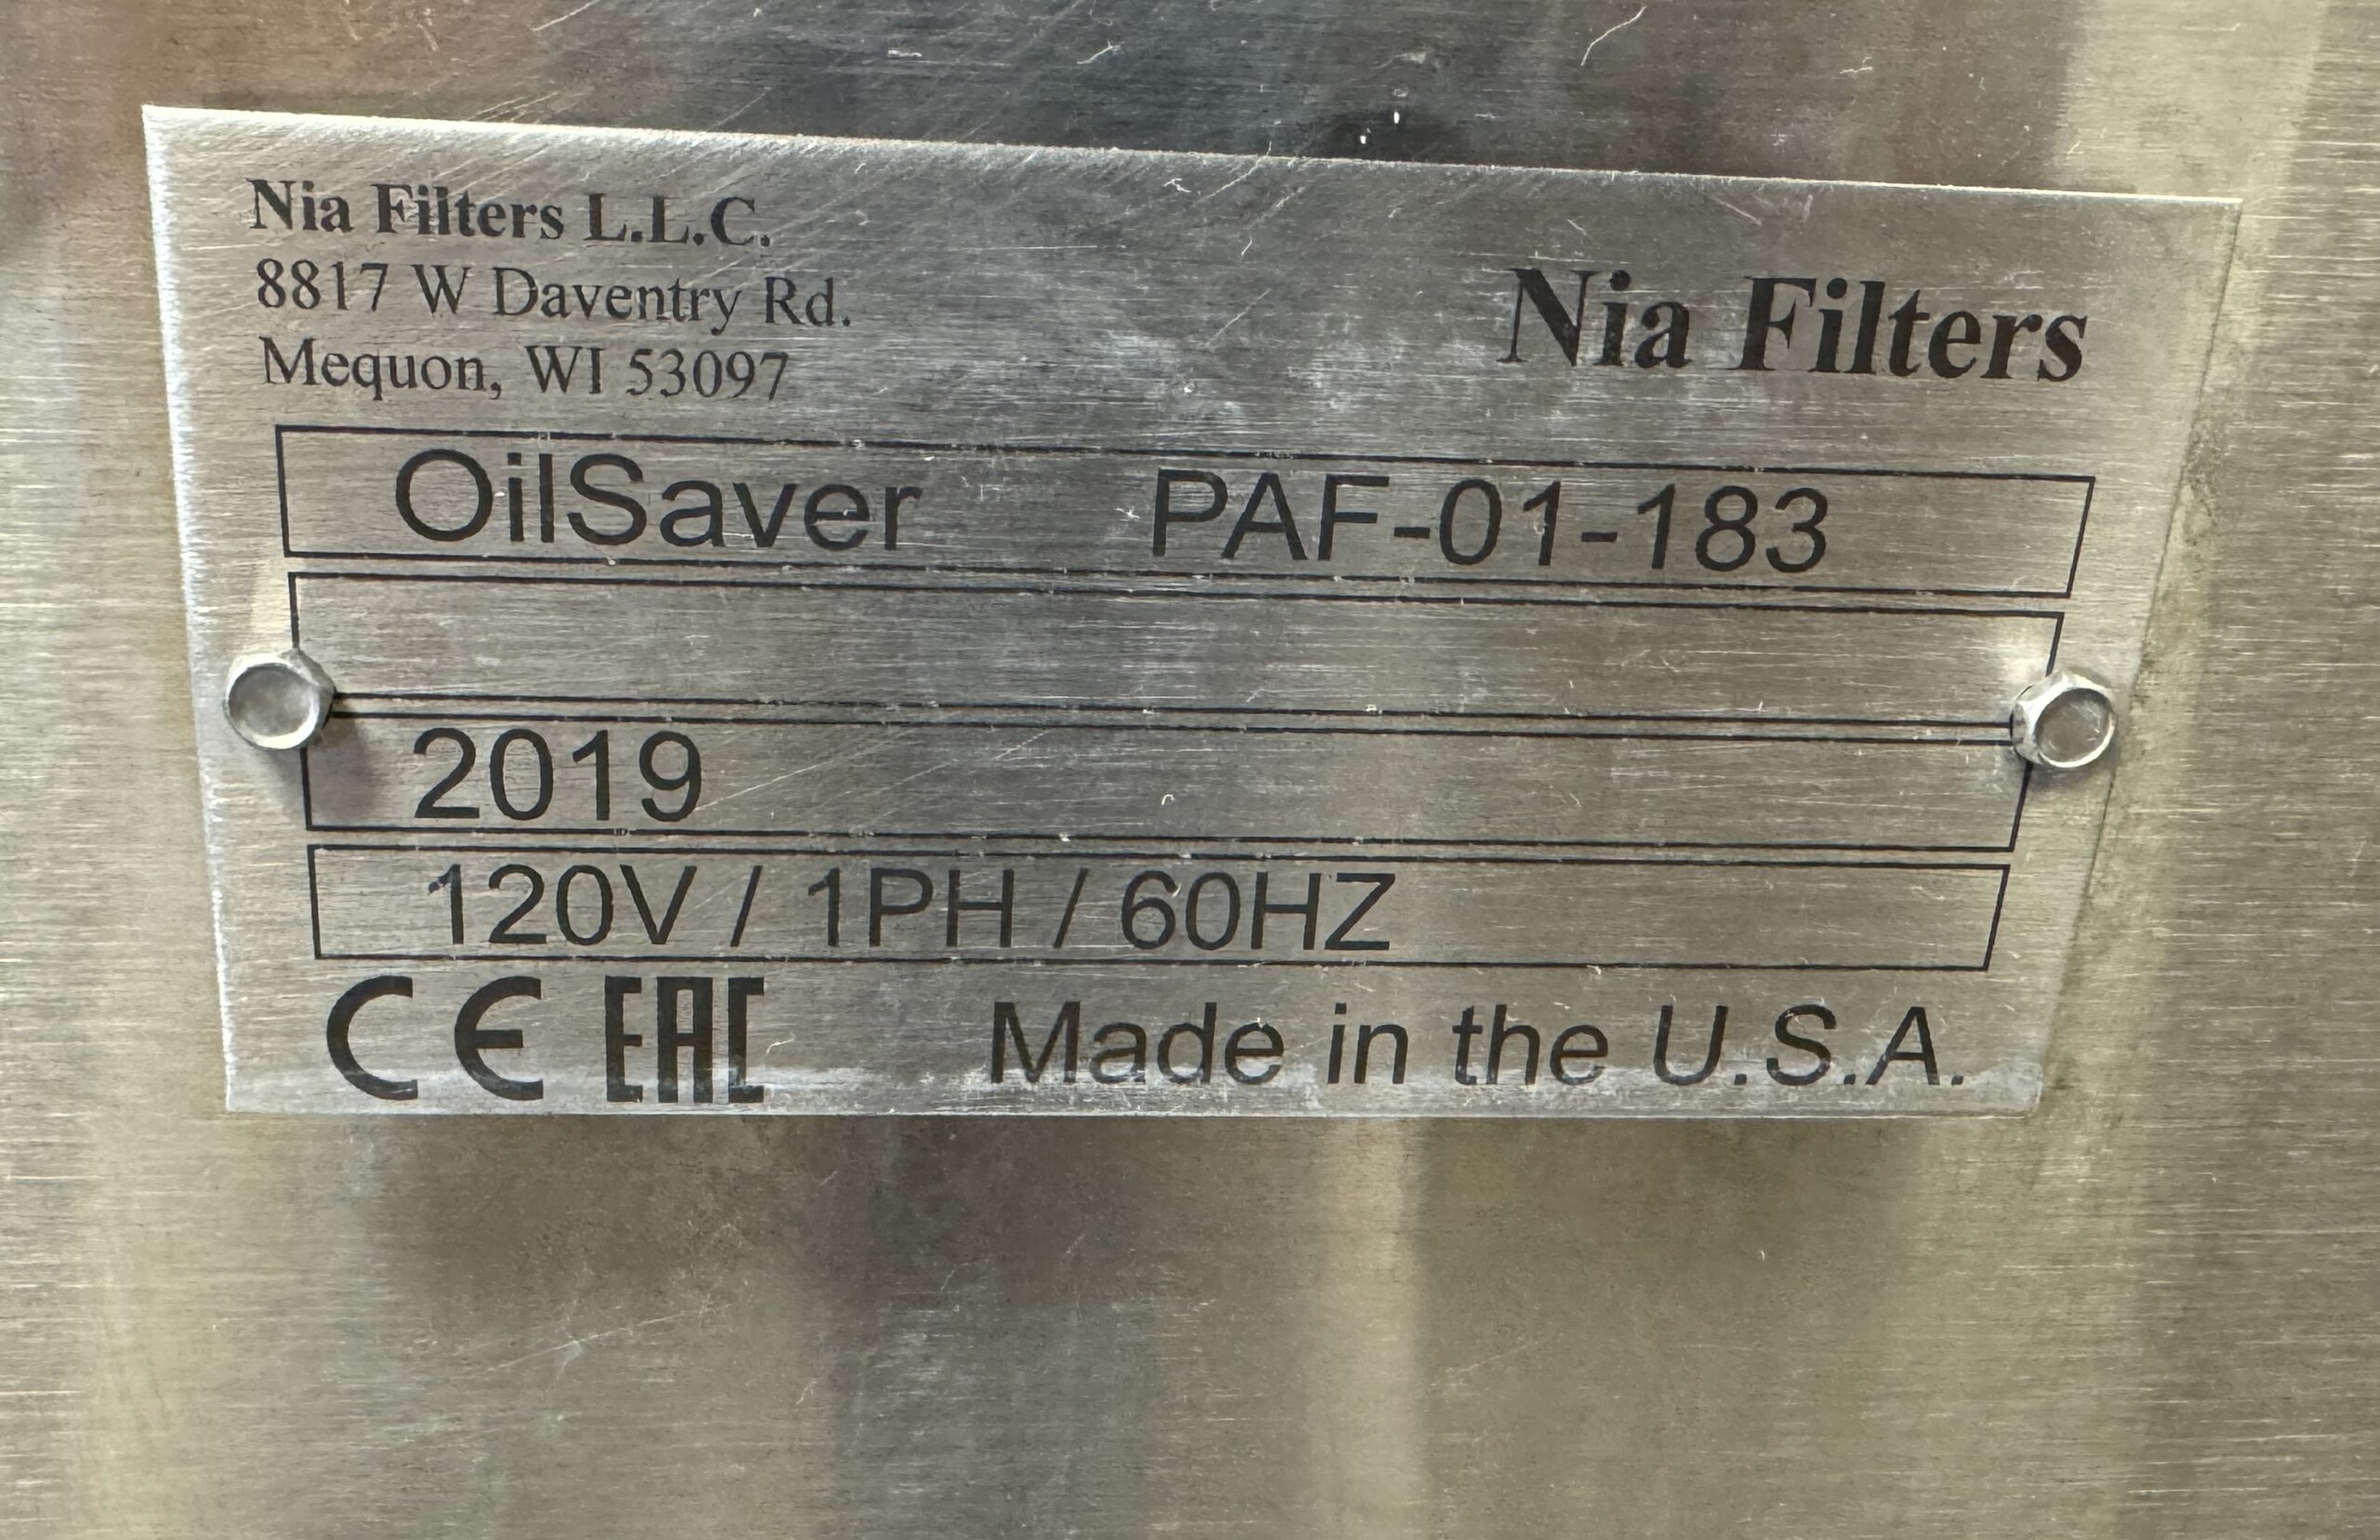 Nia Filters L.L.C.
8817 W Daventry Rd.
Mequon, WI 53097
Nia Filters
OilSaver PAF-01-183
2019
120V / 1PH / 60HZ
CE EAC Made in the U.S.A.